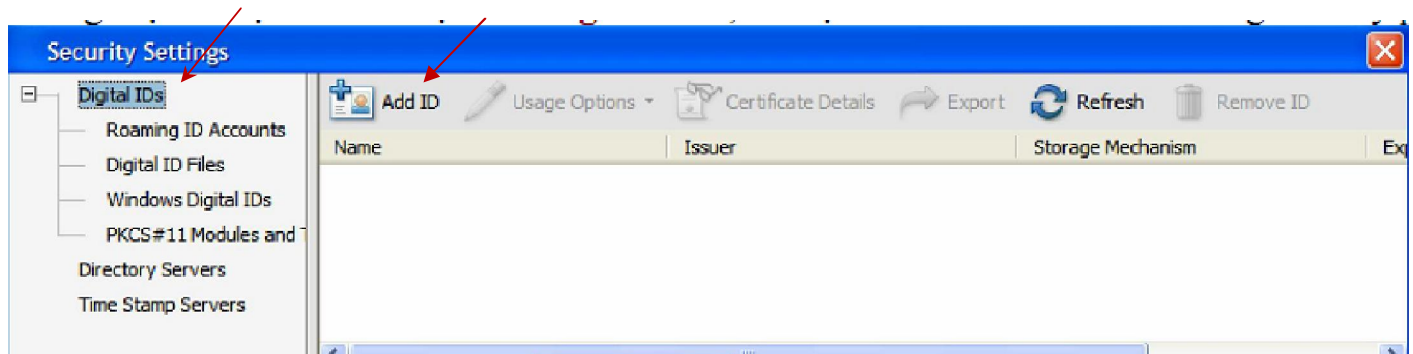 Security Settings
Digital IDs
Roaming ID Accounts
Digital ID Files
Windows Digital IDs
PKCS#11 Modules and
Directory Servers
Time Stamp Servers
Add ID
Usage Options
Certificate Details
Export
Refresh
Remove ID
Name
Issuer
Storage Mechanism